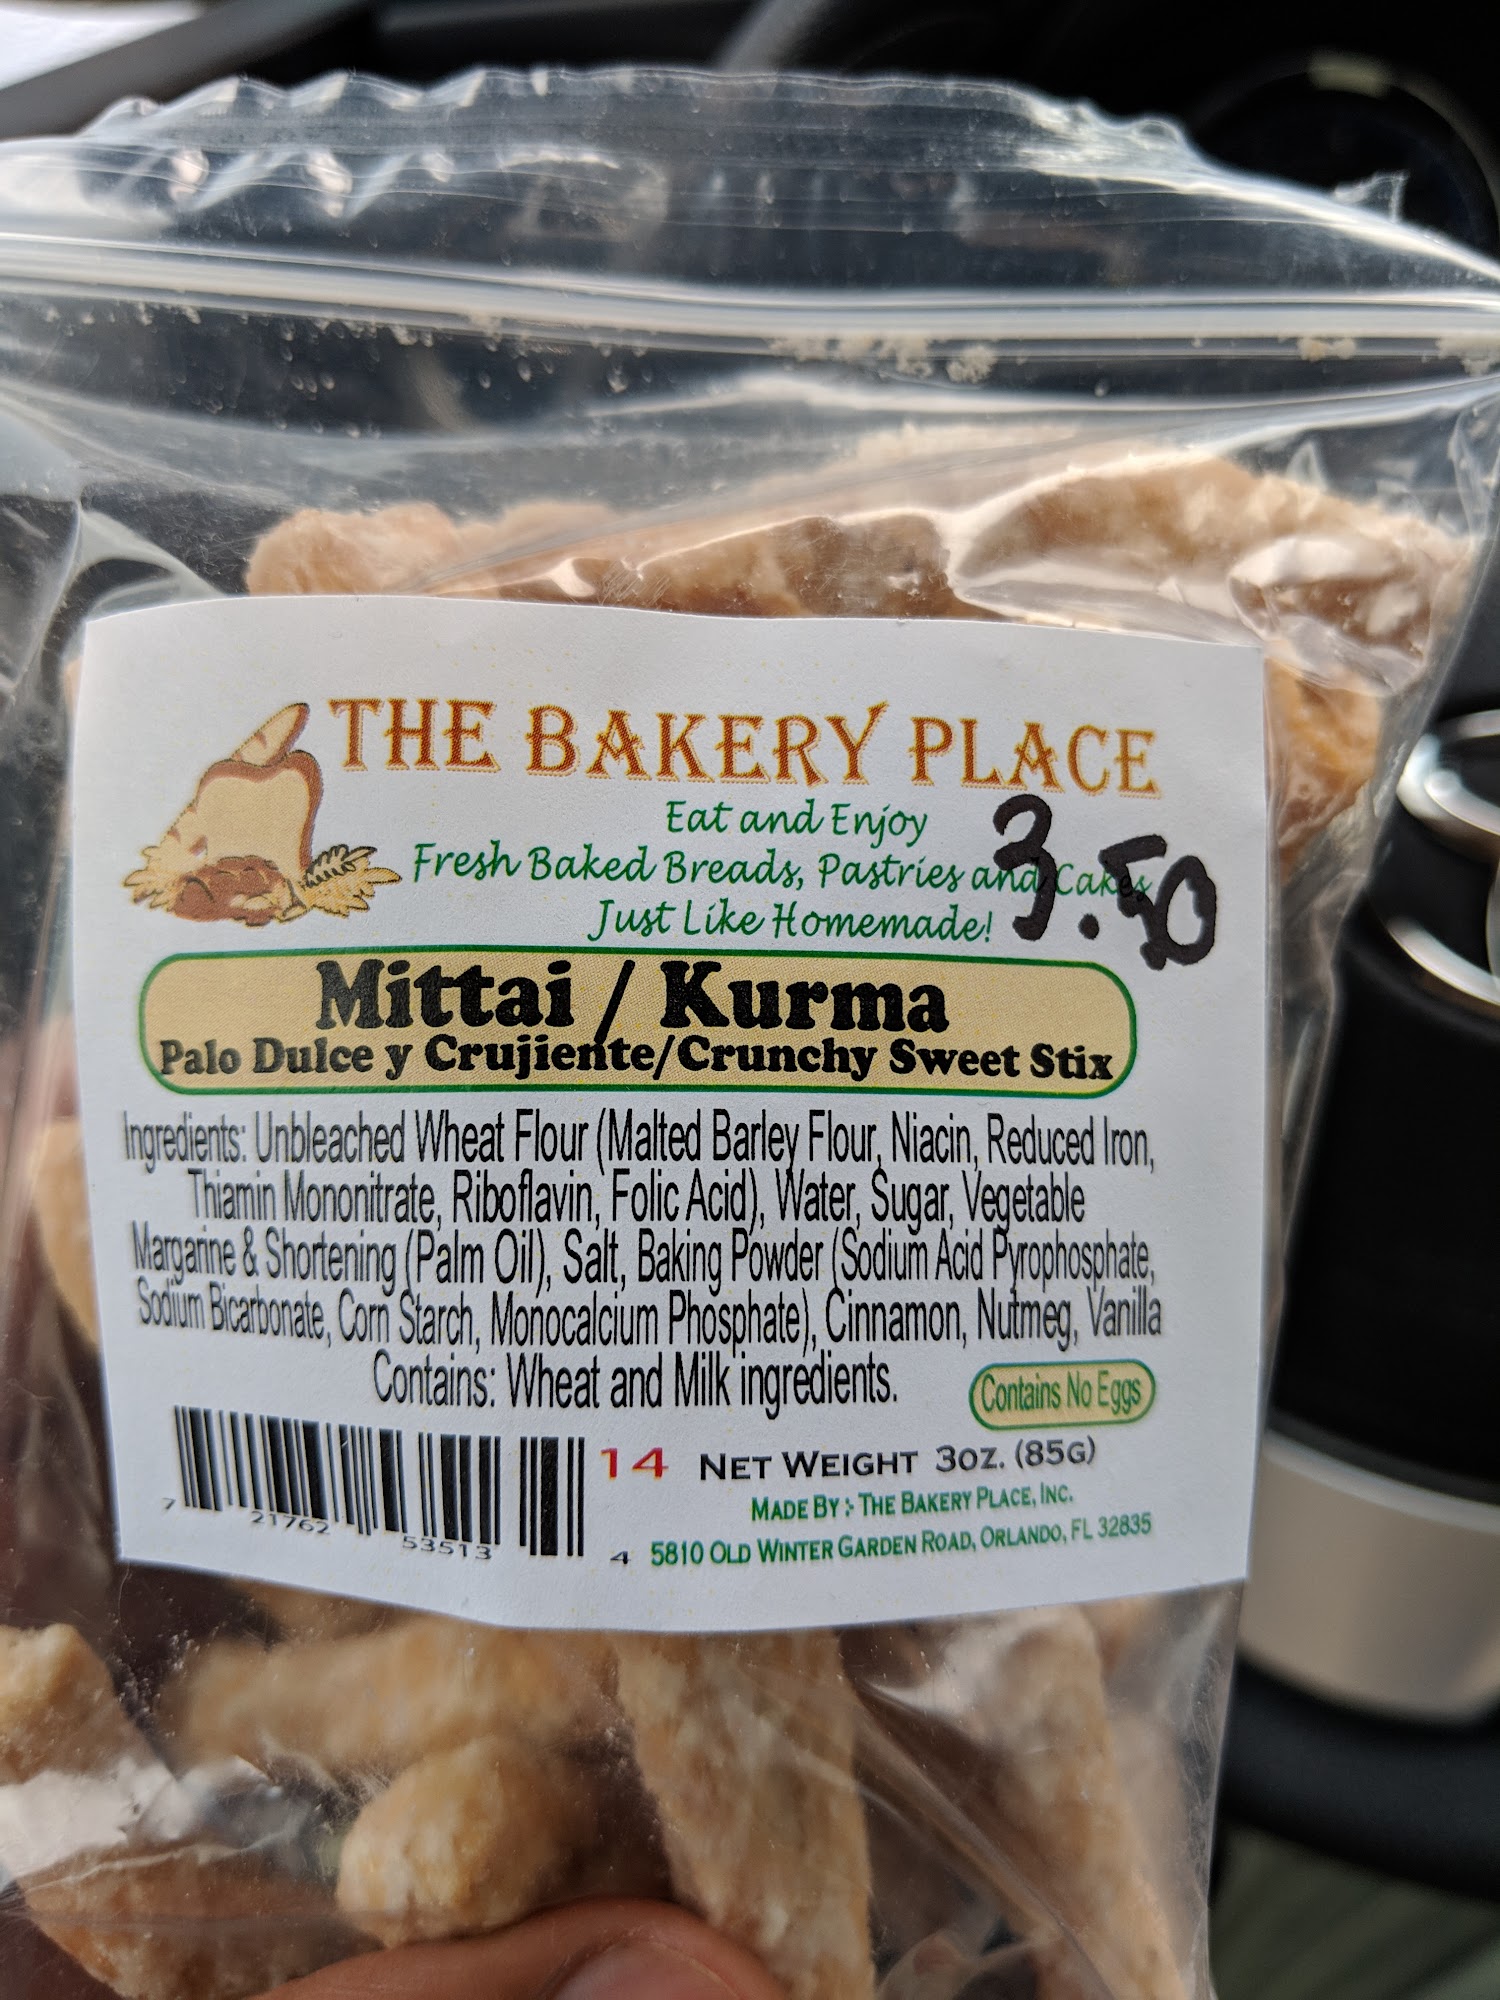 THE BAKERY PLACE
Eat and Enjoy
Fresh Baked Breads, Pastries and Cakes
Just Like Homemade!
3.50
Mittai / Kurma
Palo Dulce y Crujiente/Crunchy Sweet Stix
Ingredients: Unbleached Wheat Flour (Malted Barley Flour, Niacin, Reduced Iron,
Thiamin Mononitrate, Riboflavin, Folic Acid), Water, Sugar, Vegetable
Margarine & Shortening (Palm Oil), Salt, Baking Powder (Sodium Acid Pyrophosphate,
Sodium Bicarbonate, Corn Starch, Monocalcium Phosphate), Cinnamon, Nutmeg, Vanilla
Contains: Wheat and Milk ingredients.
Contains No Eggs
14 NET WEIGHT 3OZ. (85G)
MADE BY :- THE BAKERY PLACE, INC.
5810 OLD WINTER GARDEN ROAD, ORLANDO, FL 32835
7 21762 53513 4